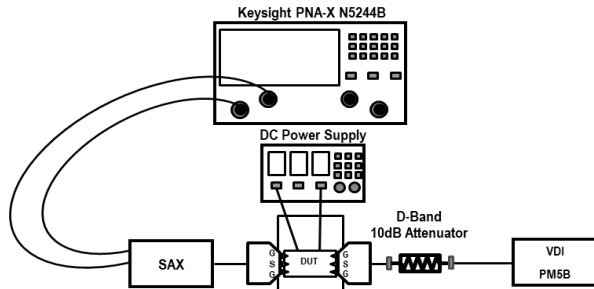 Keysight PNA-X N5244B
DC Power Supply
D-Band
10dB Attenuator
SAX
G
S
G
DUT
G
S
G
VDI
PM5B